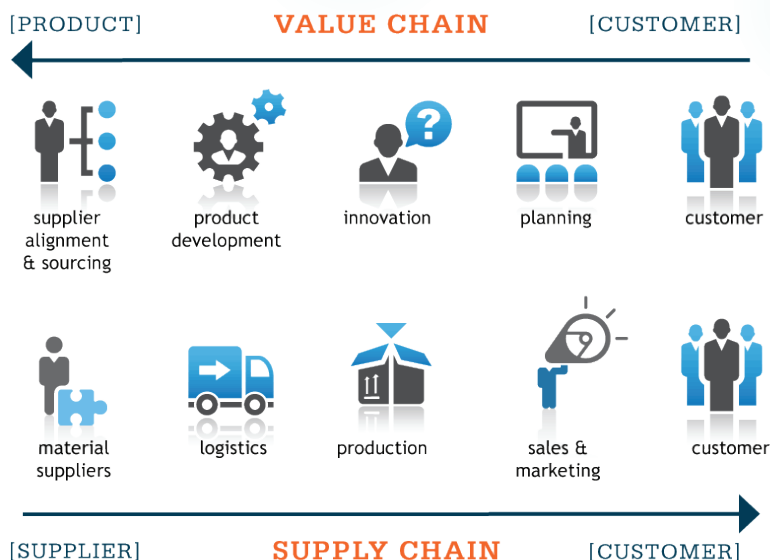 [PRODUCT] VALUE CHAIN [CUSTOMER]
?
supplier alignment & sourcing
product development
innovation
planning
customer
material suppliers
logistics
production
sales & marketing
customer
[SUPPLIER] SUPPLY CHAIN [CUSTOMER]